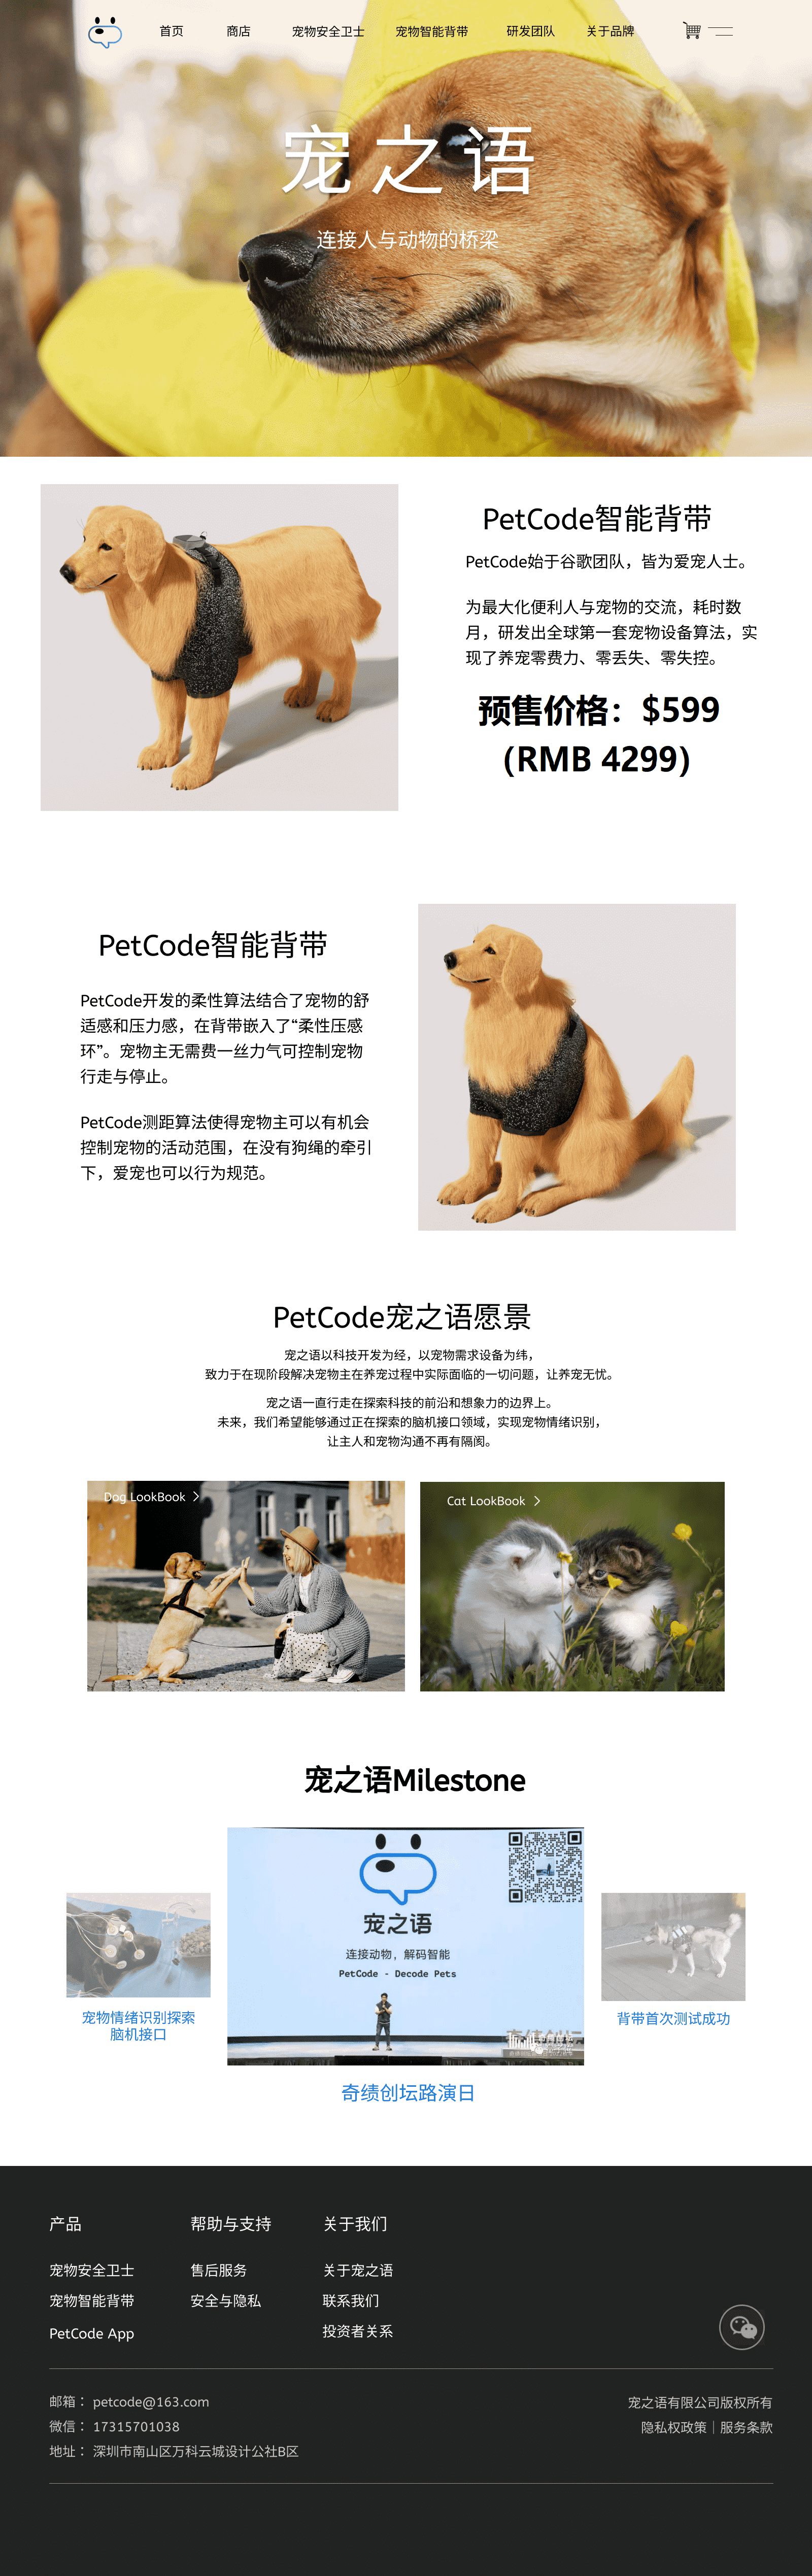 首页 商店 宠物安全卫士 宠物智能背带 研发团队 关于品牌
宠之语
连接人与动物的桥梁
PetCode智能背带
PetCode始于谷歌团队，皆为爱宠人士。
为最大化便利人与宠物的交流，耗时数
月，研发出全球第一套宠物设备算法，实
现了养宠零费力、零丢失、零失控。
预售价格：$599
（RMB 4299）
PetCode智能背带
PetCode开发的柔性算法结合了宠物的舒
适感和压力感，在背带嵌入了“柔性压感
环”。宠物主无需费一丝力气可控制宠物
行走与停止。
PetCode测距算法使得宠物主可以有机会
控制宠物的活动范围，在没有狗绳的牵引
下，爱宠也可以行为规范。
PetCode宠之语愿景
宠之语以科技开发为经，以宠物需求设备为纬，
致力于在现阶段解决宠物主在养宠过程中实际面临的一切问题，让养宠无忧。
宠之语一直行走在探索科技的前沿和想象力的边界上。
未来，我们希望能够通过正在探索的脑机接口领域，实现宠物情绪识别，
让主人和宠物沟通不再有隔阂。
Dog LookBook >
Cat LookBook >
宠之语Milestone
宠之语
连接动物，解码智能
PetCode - Decode Pets
宠物情绪识别探索
脑机接口
背带首次测试成功
奇绩创坛路演日
产品 帮助与支持 关于我们
宠物安全卫士 售后服务 关于宠之语
宠物智能背带 安全与隐私 联系我们
PetCode App 投资者关系
邮箱： petcode@163.com
微信： 17315701038
地址： 深圳市南山区万科云城设计公社B区
宠之语有限公司版权所有
隐私权政策｜服务条款